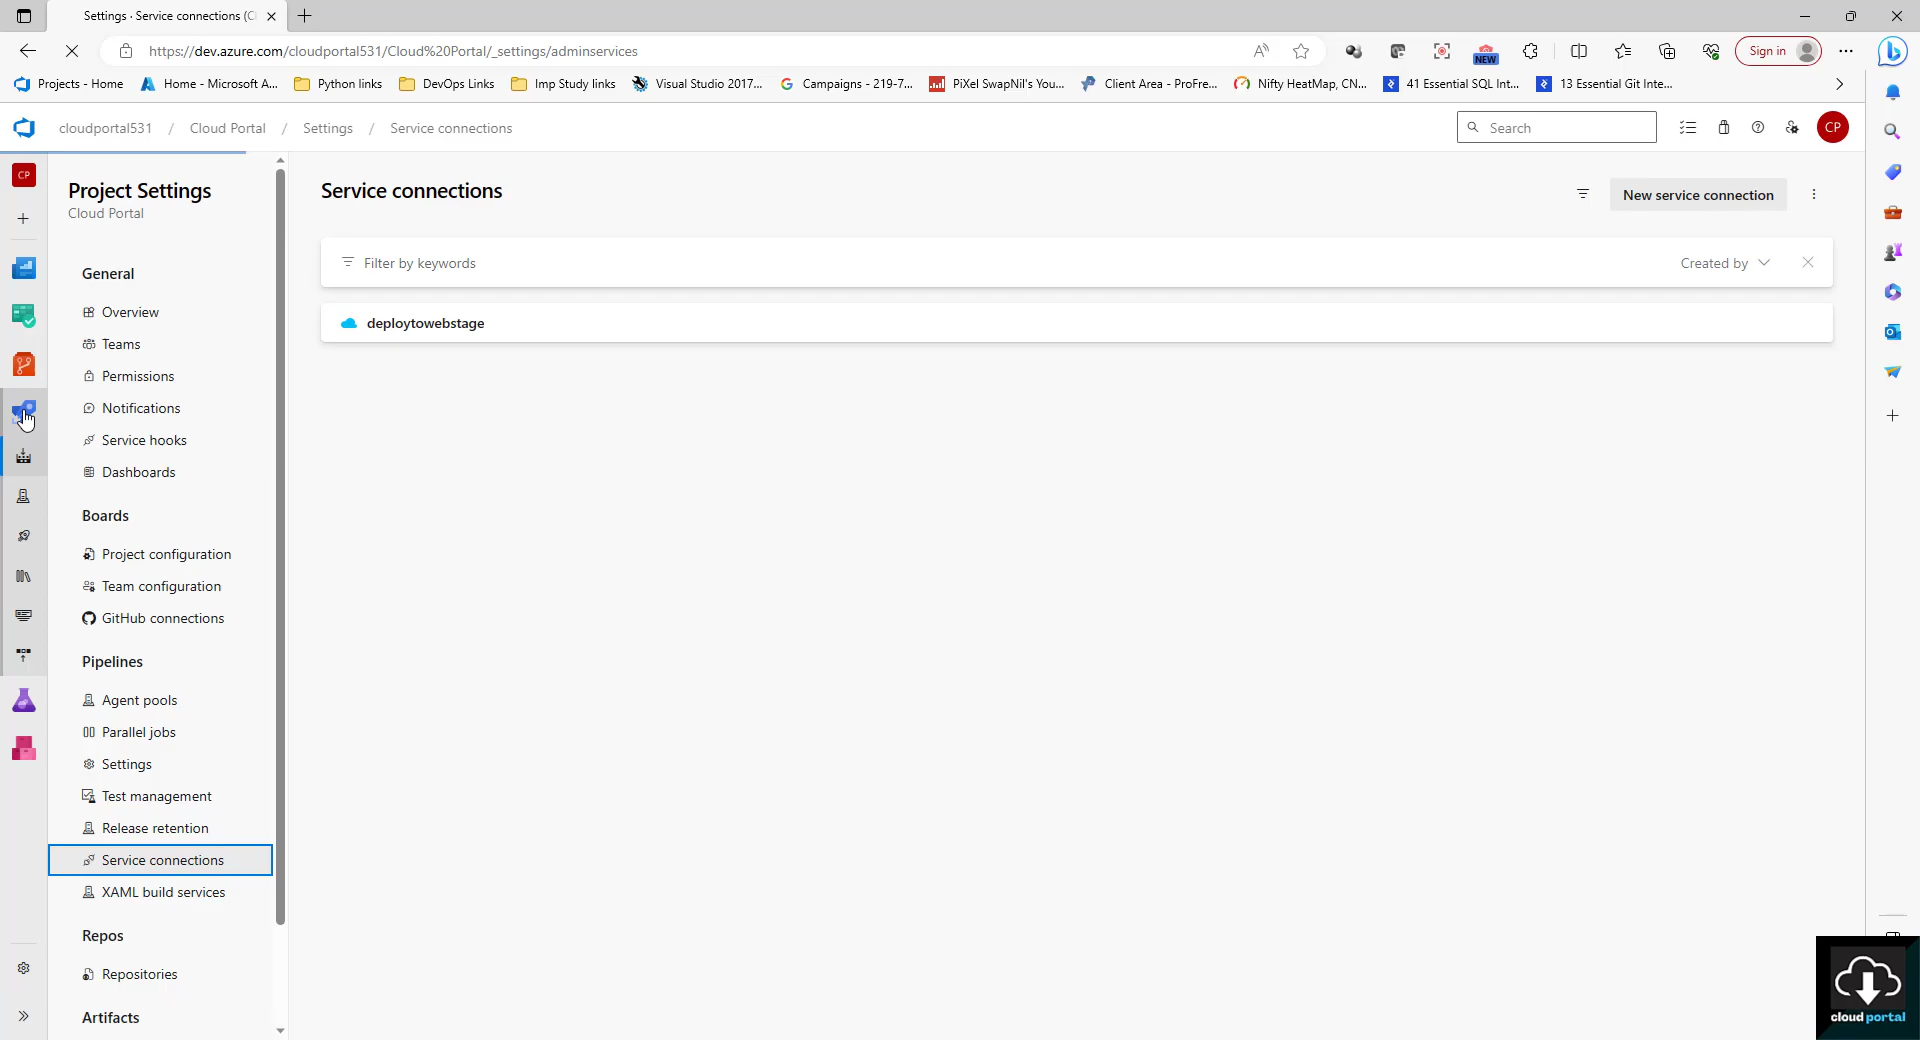 Settings · Service connections (C
https://dev.azure.com/cloudportal531/Cloud%20Portal/_settings/adminservices
A))
NEW
Sign in
Projects - Home
Home - Microsoft A...
Python links
DevOps Links
Imp Study links
Visual Studio 2017...
Campaigns - 219-7...
PiXel SwapNil's You...
Client Area - ProFre...
Nifty HeatMap, CN...
41 Essential SQL Int...
13 Essential Git Inte...
cloudportal531 / Cloud Portal / Settings / Service connections
Search
CP
CP
Project Settings
Cloud Portal
General
Overview
Teams
Permissions
Notifications
Service hooks
Dashboards
Boards
Project configuration
Team configuration
GitHub connections
Pipelines
Agent pools
Parallel jobs
Settings
Test management
Release retention
Service connections
XAML build services
Repos
Repositories
Artifacts
Service connections
New service connection
Filter by keywords
Created by
deploytowebstage
cloud portal